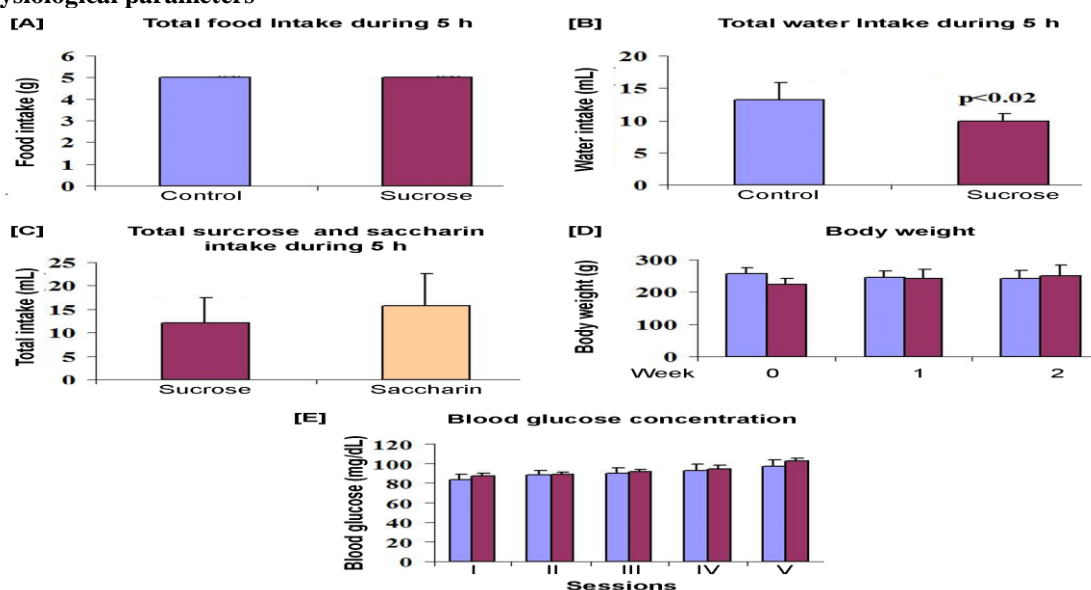 ysiological parameters
[A] Total food Intake during 5 h
6
5
4
3
2
1
0
Food intake (g)
Control Sucrose
[B] Total water Intake during 5 h
20
15
10
5
0
Water intake (mL)
p<0.02
Control Sucrose
[C] Total surcrose and saccharin
intake during 5 h
25
20
15
10
5
0
Total intake (mL)
Sucrose Saccharin
[D] Body weight
300
200
100
0
Body weight (g)
Week 0 1 2
[E] Blood glucose concentration
120
100
80
60
40
20
0
Blood glucose (mg/dL)
I II III IV V
Sessions